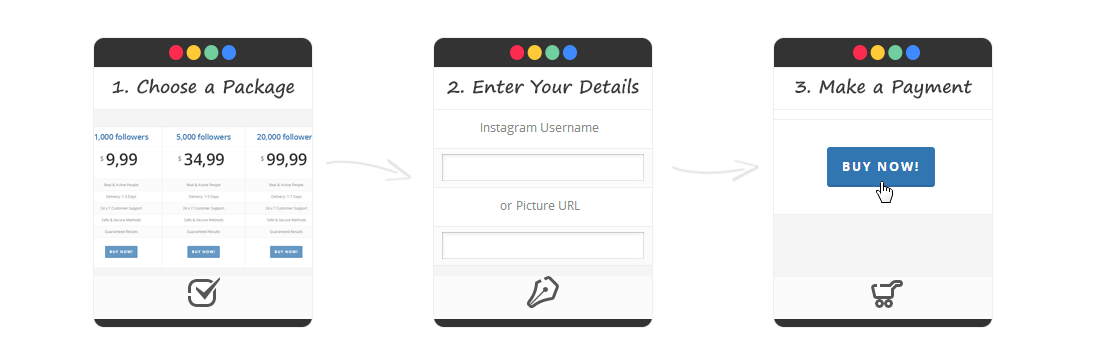 1. Choose a Package
1,000 followers 5,000 followers 20,000 follower
$ 9,99 $ 34,99 $ 99,99
Real & Active People Real & Active People Real & Active People
Delivery: 1-3 Days Delivery: 1-5 Days Delivery: 1-7 Days
24 x 7 Customer Support 24 x 7 Customer Support 24 x 7 Customer Support
Safe & Secure Methods Safe & Secure Methods Safe & Secure Methods
Guaranteed Results Guaranteed Results Guaranteed Results
BUY NOW! BUY NOW! BUY NOW!
2. Enter Your Details
Instagram Username
or Picture URL
3. Make a Payment
BUY NOW!